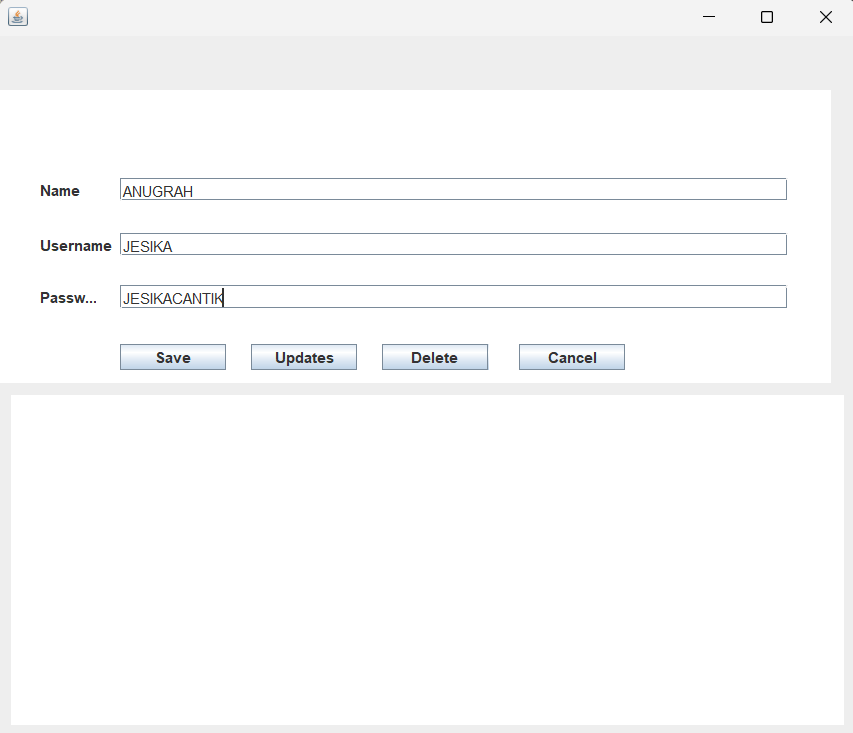 Name ANUGRAH
Username JESIKA
Passw... JESIKACANTIK
Save Updates Delete Cancel